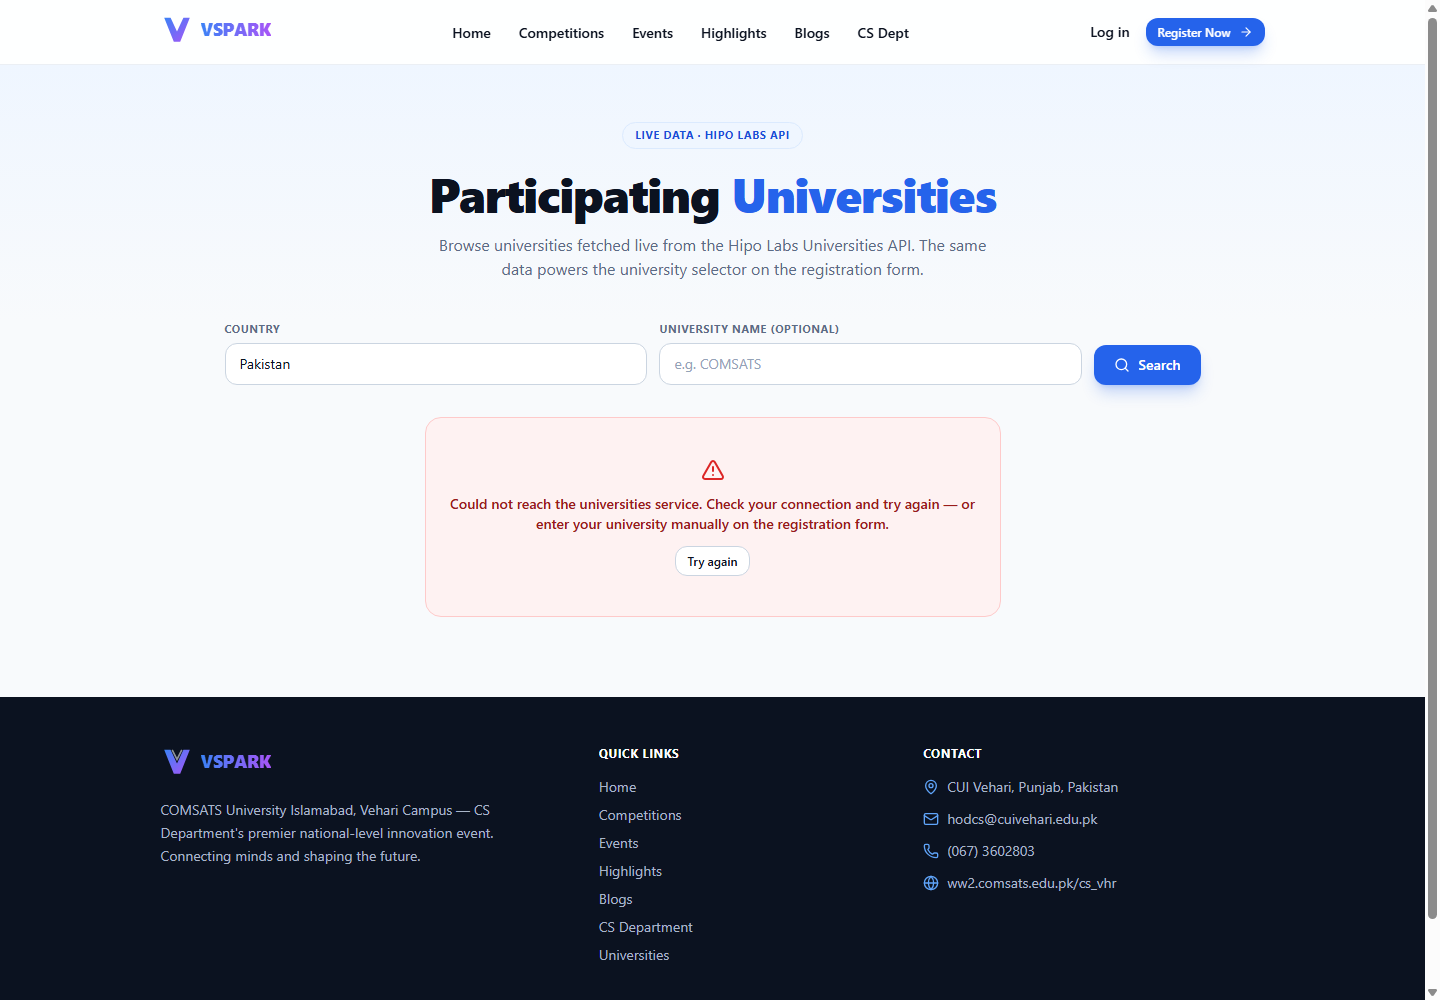 VSPARK
Home
Competitions
Events
Highlights
Blogs
CS Dept
Log in
Register Now
LIVE DATA · HIPO LABS API
Participating Universities
Browse universities fetched live from the Hipo Labs Universities API. The same
data powers the university selector on the registration form.
COUNTRY
Pakistan
UNIVERSITY NAME (OPTIONAL)
e.g. COMSATS
Search
Could not reach the universities service. Check your connection and try again — or
enter your university manually on the registration form.
Try again
VSPARK
COMSATS University Islamabad, Vehari Campus — CS
Department's premier national-level innovation event.
Connecting minds and shaping the future.
QUICK LINKS
Home
Competitions
Events
Highlights
Blogs
CS Department
Universities
CONTACT
CUI Vehari, Punjab, Pakistan
hodcs@cuivehari.edu.pk
(067) 3602803
ww2.comsats.edu.pk/cs_vhr